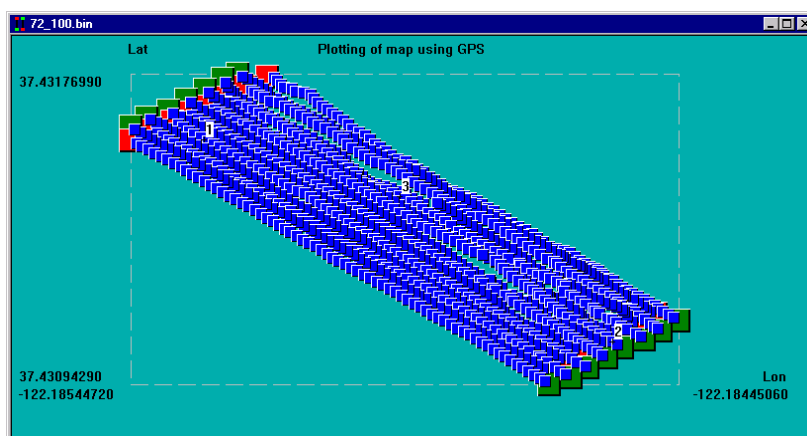 72_100.bin
Lat Plotting of map using GPS
37.43176990
1
3
2
37.43094290 Lon
-122.18544720 -122.18445060